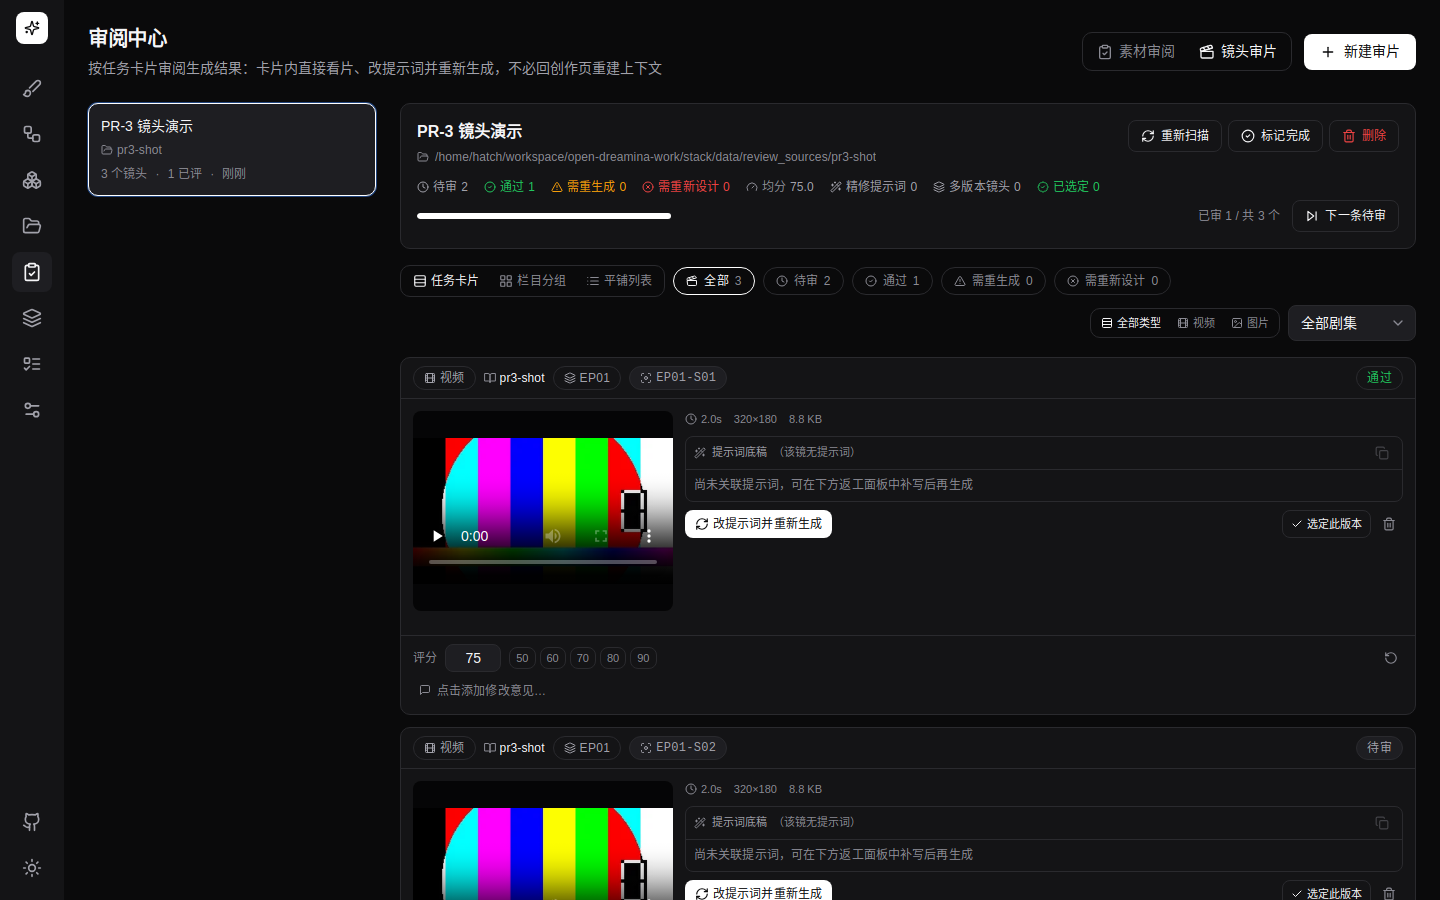 审阅中心
按任务卡片审阅生成结果：卡片内直接看片、改提示词并重新生成，不必回创作页重建上下文
素材审阅 镜头审片 新建审片
PR-3 镜头演示
pr3-shot
3 个镜头 · 1 已评 · 刚刚
PR-3 镜头演示
重新扫描 标记完成 删除
/home/hatch/workspace/open-dreamina-work/stack/data/review_sources/pr3-shot
待审 2 通过 1 需重生成 0 需重新设计 0 均分 75.0 精修提示词 0 多版本镜头 0 已选定 0
已审 1 / 共 3 个 下一条待审
任务卡片 栏目分组 平铺列表 全部 3 待审 2 通过 1 需重生成 0 需重新设计 0
全部类型 视频 图片 全部剧集
视频 pr3-shot EP01 EP01-S01 通过
2.0s 320×180 8.8 KB
提示词底稿 （该镜无提示词）
尚未关联提示词，可在下方返工面板中补写后再生成
改提示词并重新生成 选定此版本
0
0:00
评分 75 50 60 70 80 90
点击添加修改意见…
视频 pr3-shot EP01 EP01-S02 待审
2.0s 320×180 8.8 KB
提示词底稿 （该镜无提示词）
尚未关联提示词，可在下方返工面板中补写后再生成
改提示词并重新生成 选定此版本